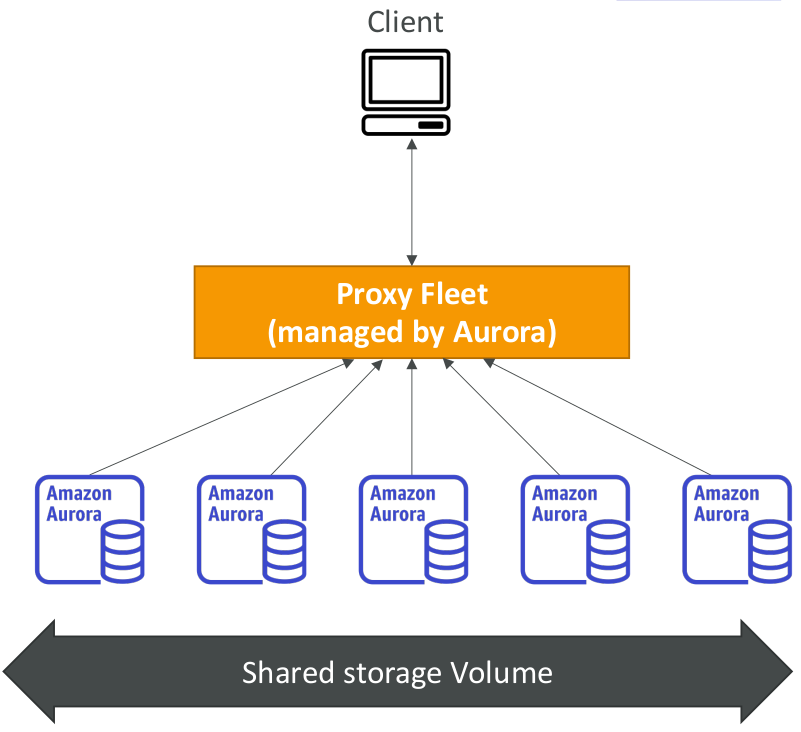 Client
Proxy Fleet
(managed by Aurora)
Amazon
Aurora
Amazon
Aurora
Amazon
Aurora
Amazon
Aurora
Amazon
Aurora
Shared storage Volume